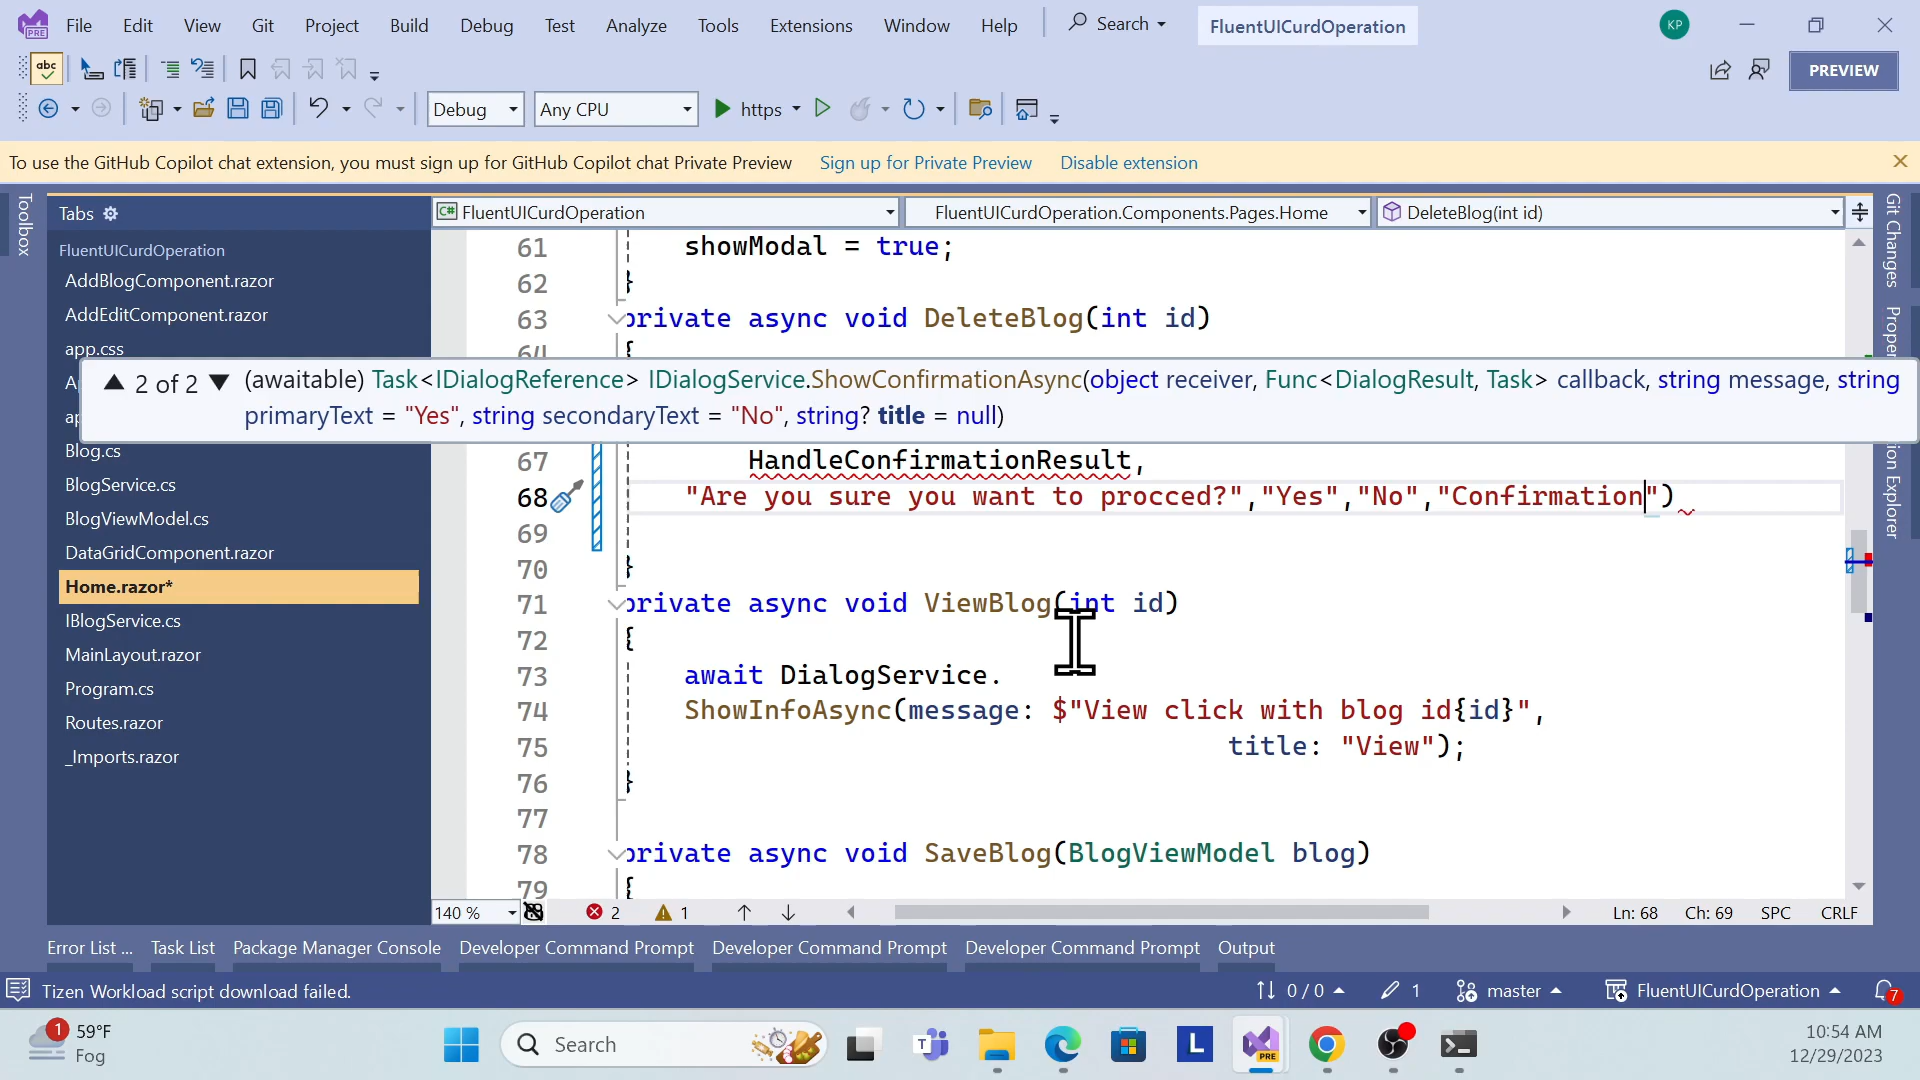 File Edit View Git Project Build Debug Test Analyze Tools Extensions Window Help Search FluentUICurdOperation KP
PRE
abc PREVIEW
Debug Any CPU https
To use the GitHub Copilot chat extension, you must sign up for GitHub Copilot chat Private Preview Sign up for Private Preview Disable extension
Toolbox
Tabs
FluentUICurdOperation
AddBlogComponent.razor
AddEditComponent.razor
app.css
Blog.cs
BlogService.cs
BlogViewModel.cs
DataGridComponent.razor
Home.razor*
IBlogService.cs
MainLayout.razor
Program.cs
Routes.razor
_Imports.razor
C# FluentUICurdOperation FluentUICurdOperation.Components.Pages.Home DeleteBlog(int id)
61 showModal = true;
62 }
63 private async void DeleteBlog(int id)
64 {
2 of 2 (awaitable) Task<IDialogReference> IDialogService.ShowConfirmationAsync(object receiver, Func<DialogResult, Task> callback, string message, string
primaryText = "Yes", string secondaryText = "No", string? title = null)
67 HandleConfirmationResult,
68 "Are you sure you want to procced?","Yes","No","Confirmation")
69
70 }
71 private async void ViewBlog(int id)
72 {
73 await DialogService.
74 ShowInfoAsync(message: $"View click with blog id{id}",
75 title: "View");
76 }
77
78 private async void SaveBlog(BlogViewModel blog)
79 {
Git Changes
140 % 2 1 Ln: 68 Ch: 69 SPC CRLF
Error List ... Task List Package Manager Console Developer Command Prompt Developer Command Prompt Developer Command Prompt Output
Tizen Workload script download failed. 0 / 0 1 master FluentUICurdOperation 7
1 59°F
Fog
Search
L
PRE
10:54 AM
12/29/2023